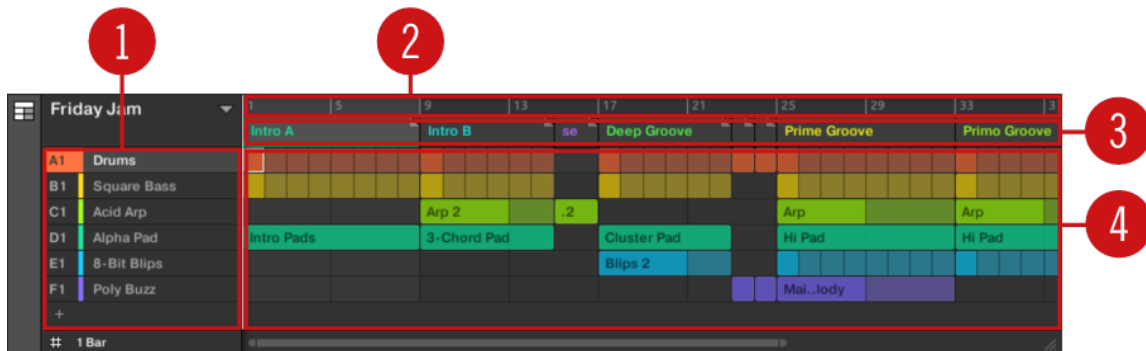 1
2
Friday Jam
1 5 9 13 17 21 25 29 33 3
Intro A Intro B se Deep Groove Prime Groove Primo Groove
3
A1 Drums
B1 Square Bass
C1 Acid Arp Arp 2 .2 Arp Arp
4
D1 Alpha Pad Intro Pads 3-Chord Pad Cluster Pad Hi Pad Hi Pad
E1 8-Bit Blips Blips 2
F1 Poly Buzz Mai..lody
+
# 1 Bar